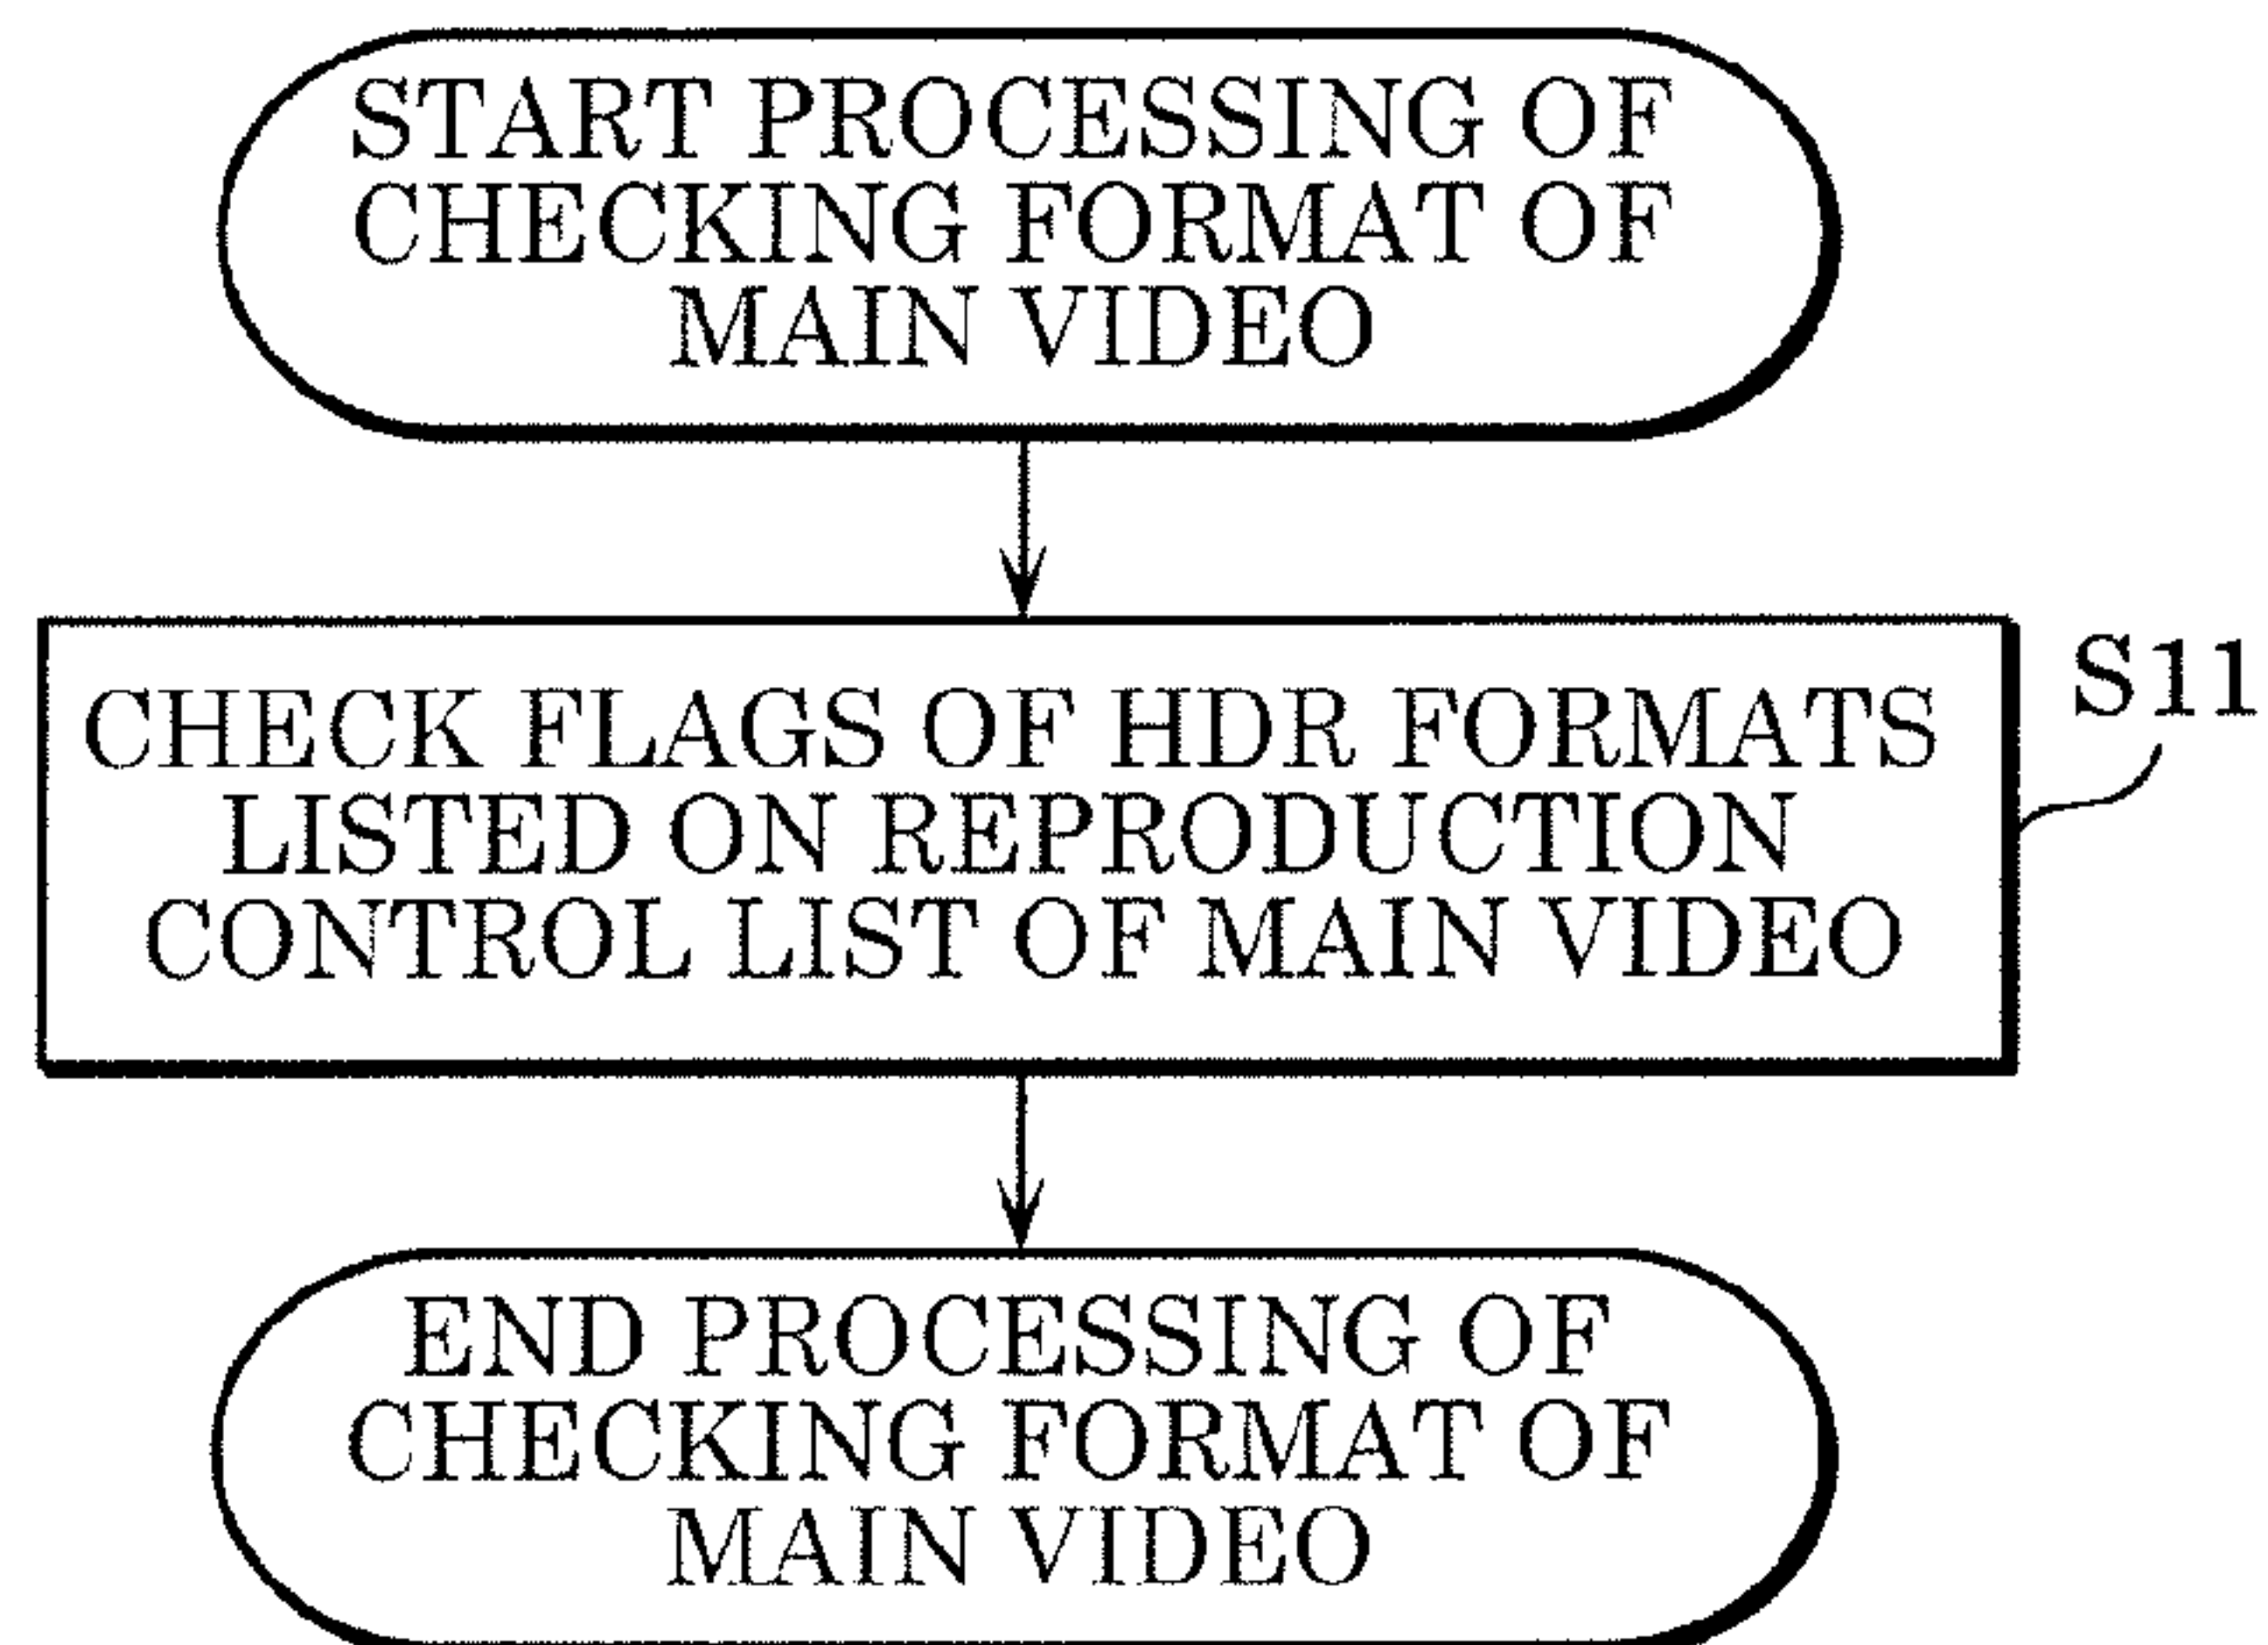 START PROCESSING OF
CHECKING FORMAT OF
MAIN VIDEO
CHECK FLAGS OF HDR FORMATS
LISTED ON REPRODUCTION
CONTROL LIST OF MAIN VIDEO
S11
END PROCESSING OF
CHECKING FORMAT OF
MAIN VIDEO